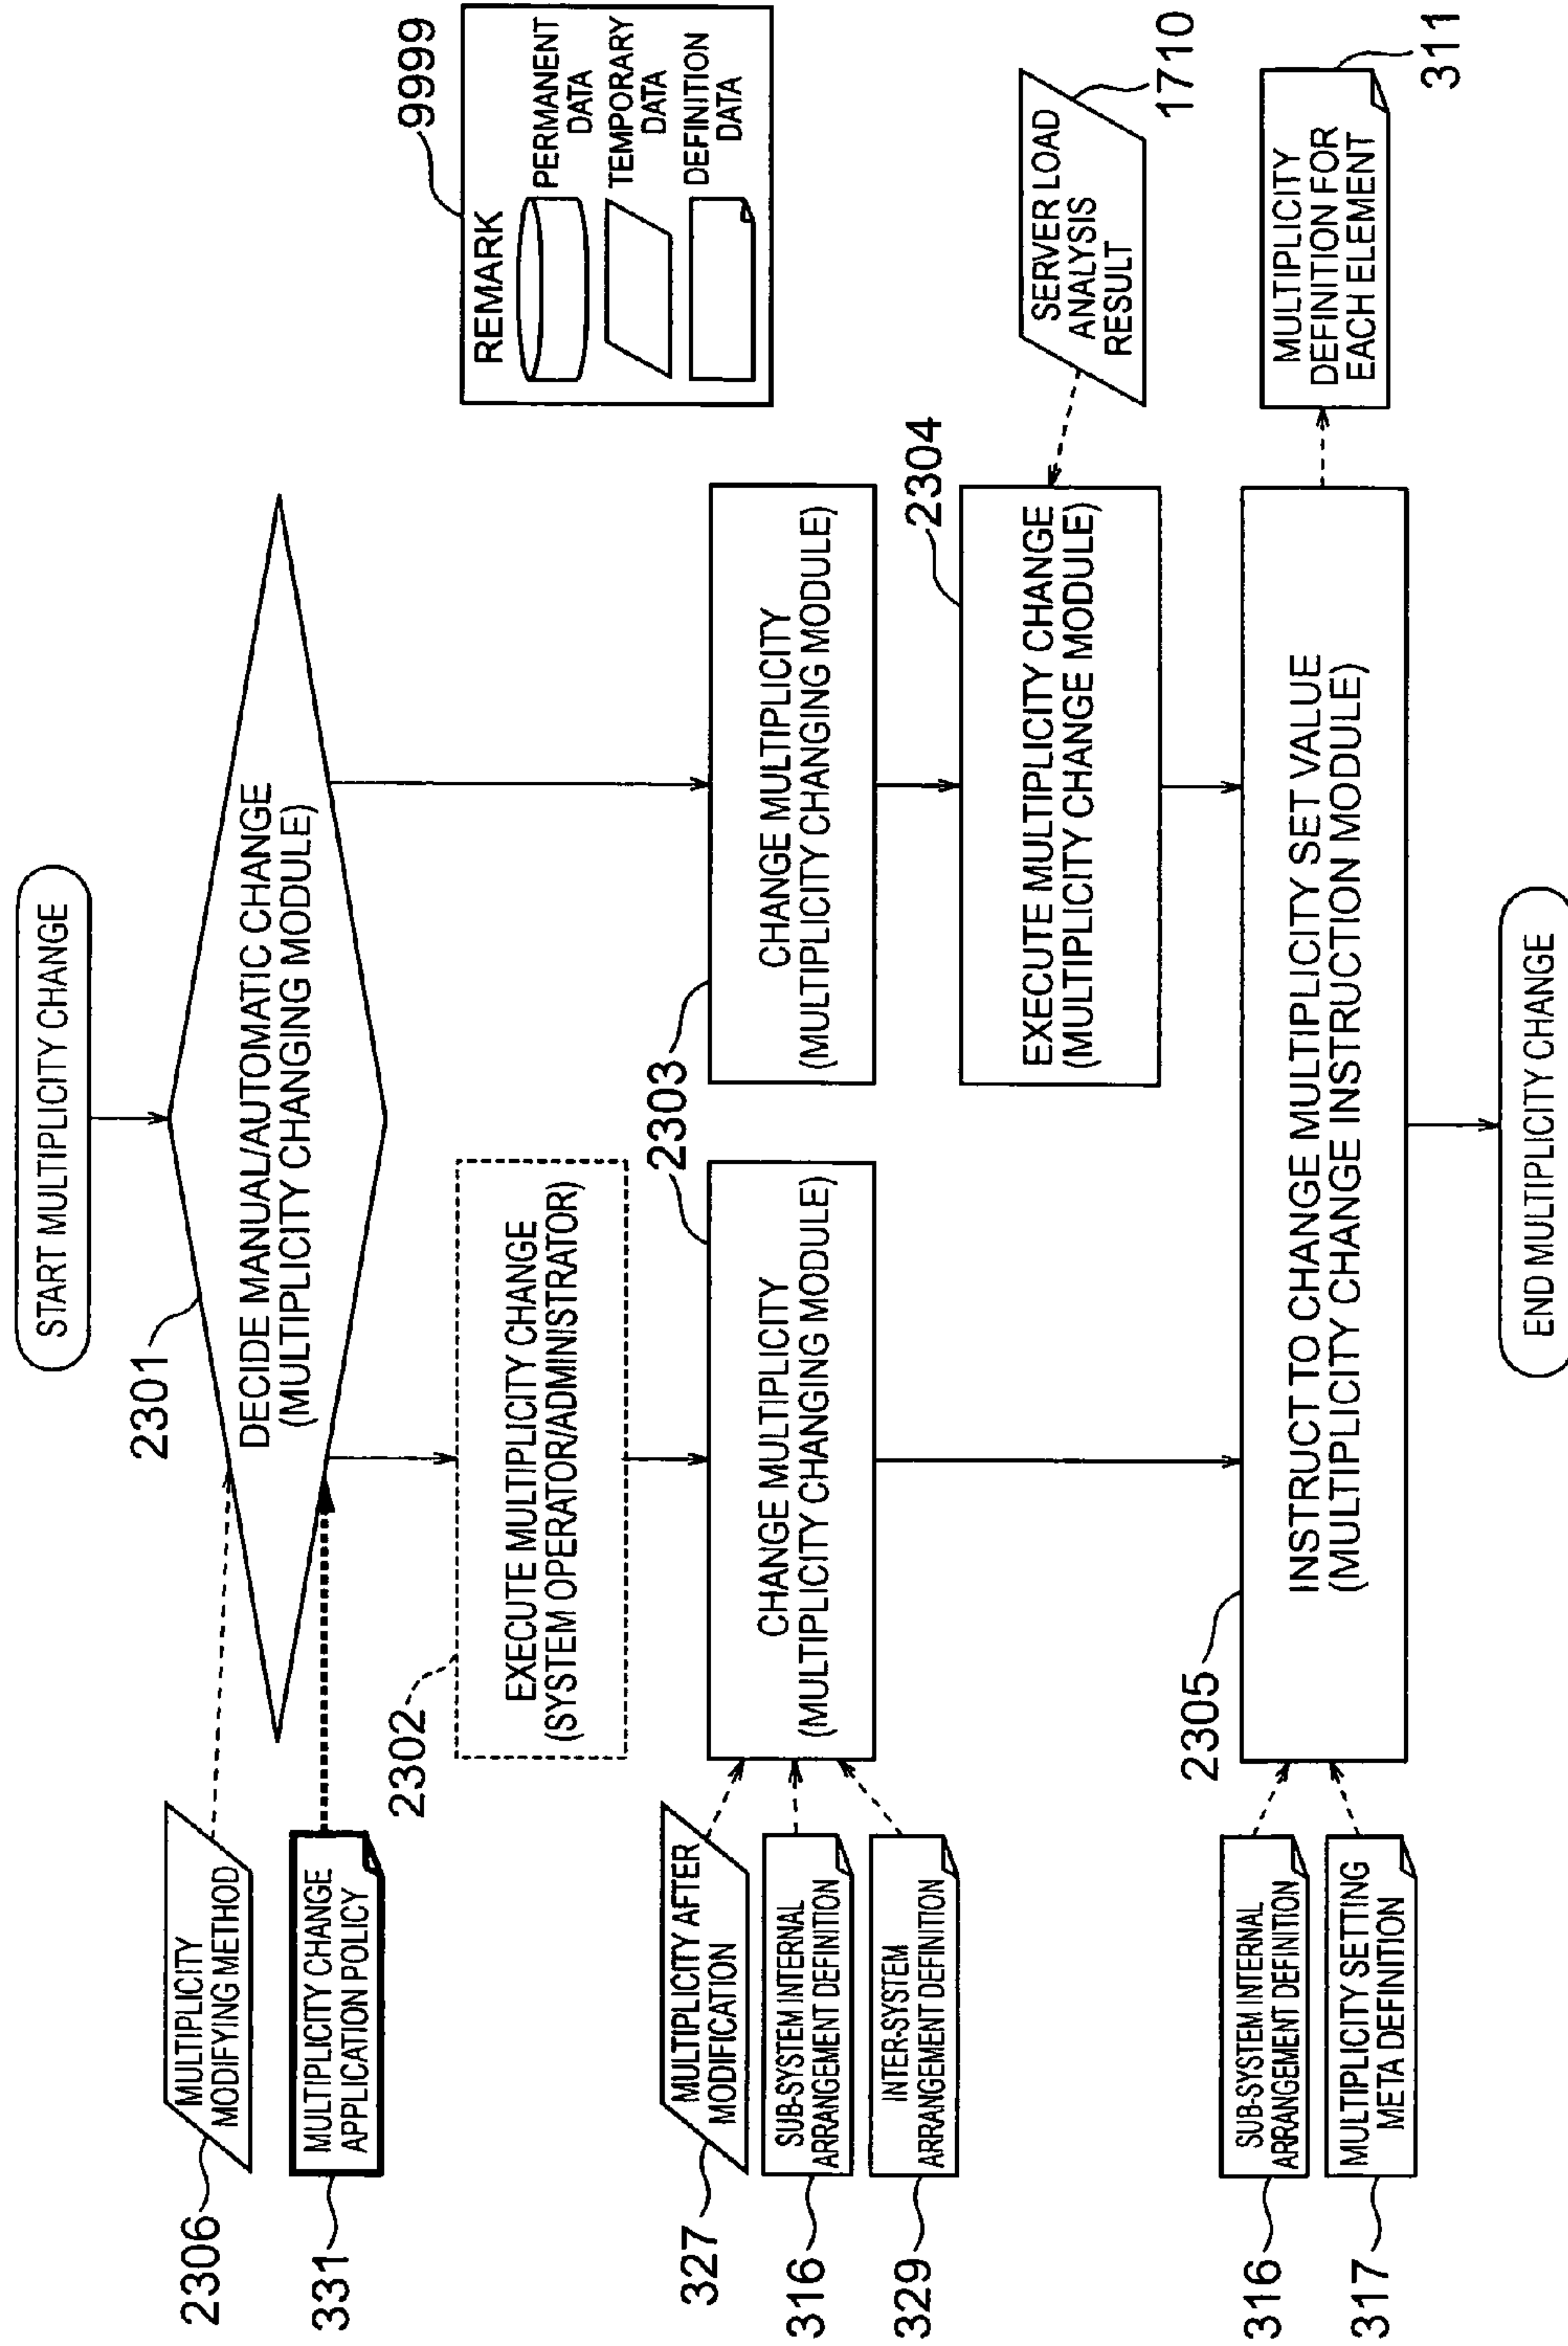 START MULTIPLICITY CHANGE
2301
DECIDE MANUAL/AUTOMATIC CHANGE
(MULTIPLICITY CHANGING MODULE)
MULTIPLICITY
MODIFYING METHOD
2306
MULTIPLICITY CHANGE
APPLICATION POLICY
331
9999
REMARK
PERMANENT
DATA
TEMPORARY
DATA
DEFINITION
DATA
2302
EXECUTE MULTIPLICITY CHANGE
(SYSTEM OPERATOR/ADMINISTRATOR)
2303
CHANGE MULTIPLICITY
(MULTIPLICITY CHANGING MODULE)
CHANGE MULTIPLICITY
(MULTIPLICITY CHANGING MODULE)
MULTIPLICITY AFTER
MODIFICATION
327
SUB-SYSTEM INTERNAL
ARRANGEMENT DEFINITION
316
INTER-SYSTEM
ARRANGEMENT DEFINITION
329
2304
EXECUTE MULTIPLICITY CHANGE
(MULTIPLICITY CHANGE MODULE)
SERVER LOAD
ANALYSIS
RESULT
1710
2305
INSTRUCT TO CHANGE MULTIPLICITY SET VALUE
(MULTIPLICITY CHANGE INSTRUCTION MODULE)
SUB-SYSTEM INTERNAL
ARRANGEMENT DEFINITION
316
MULTIPLICITY SETTING
META DEFINITION
317
MULTIPLICITY
DEFINITION FOR
EACH ELEMENT
311
END MULTIPLICITY CHANGE